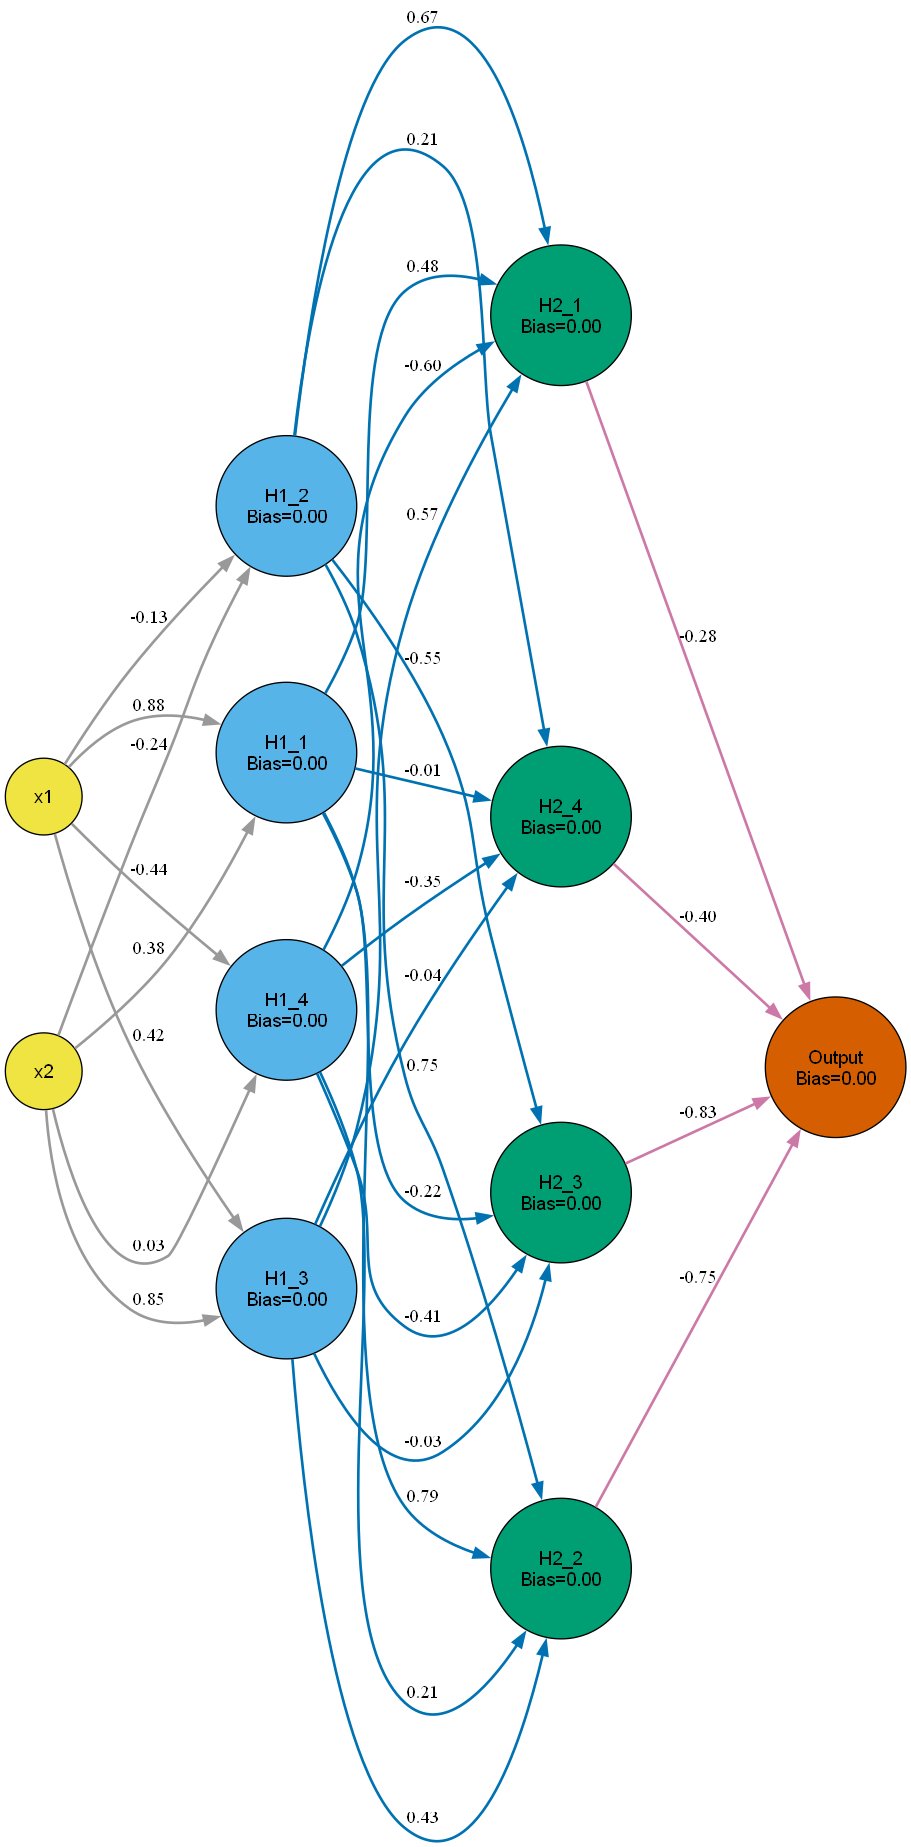 0.67
0.21
0.48
H2_1
Bias=0.00
-0.60
H1_2
Bias=0.00
0.57
-0.13
-0.28
-0.55
0.88
-0.24
H1_1
Bias=0.00
-0.01
x1
H2_4
Bias=0.00
-0.44
-0.35
-0.40
0.38
-0.04
H1_4
Bias=0.00
0.42
Output
Bias=0.00
x2
0.75
-0.83
H2_3
Bias=0.00
-0.22
0.03
H1_3
Bias=0.00
-0.75
0.85
-0.41
-0.03
0.79
H2_2
Bias=0.00
0.21
0.43